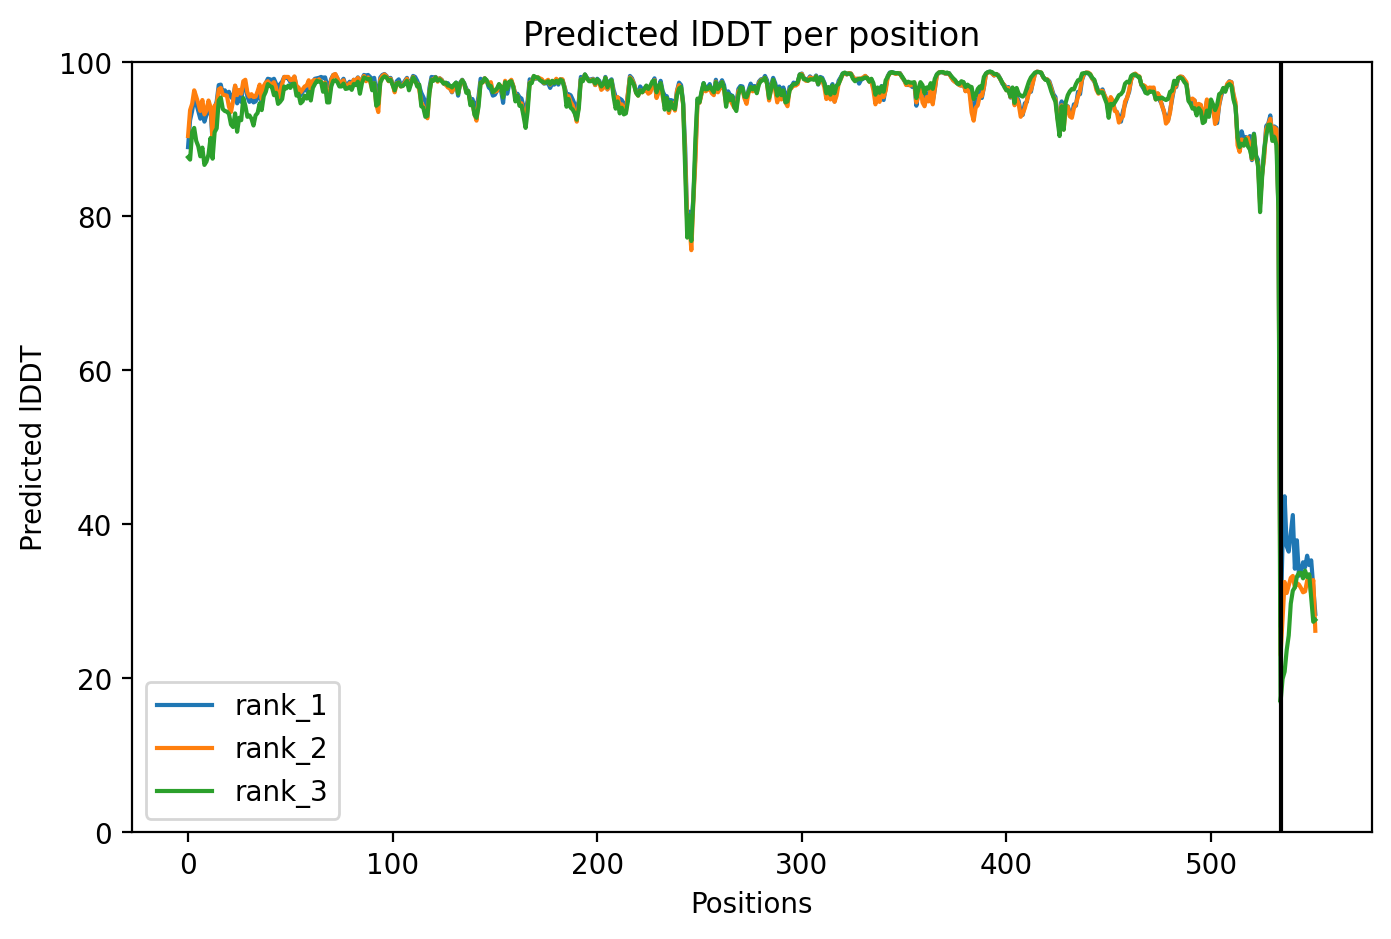 Predicted lDDT per position
Predicted lDDT
100
80
60
40
20
0
rank_1
rank_2
rank_3
0 100 200 300 400 500
Positions